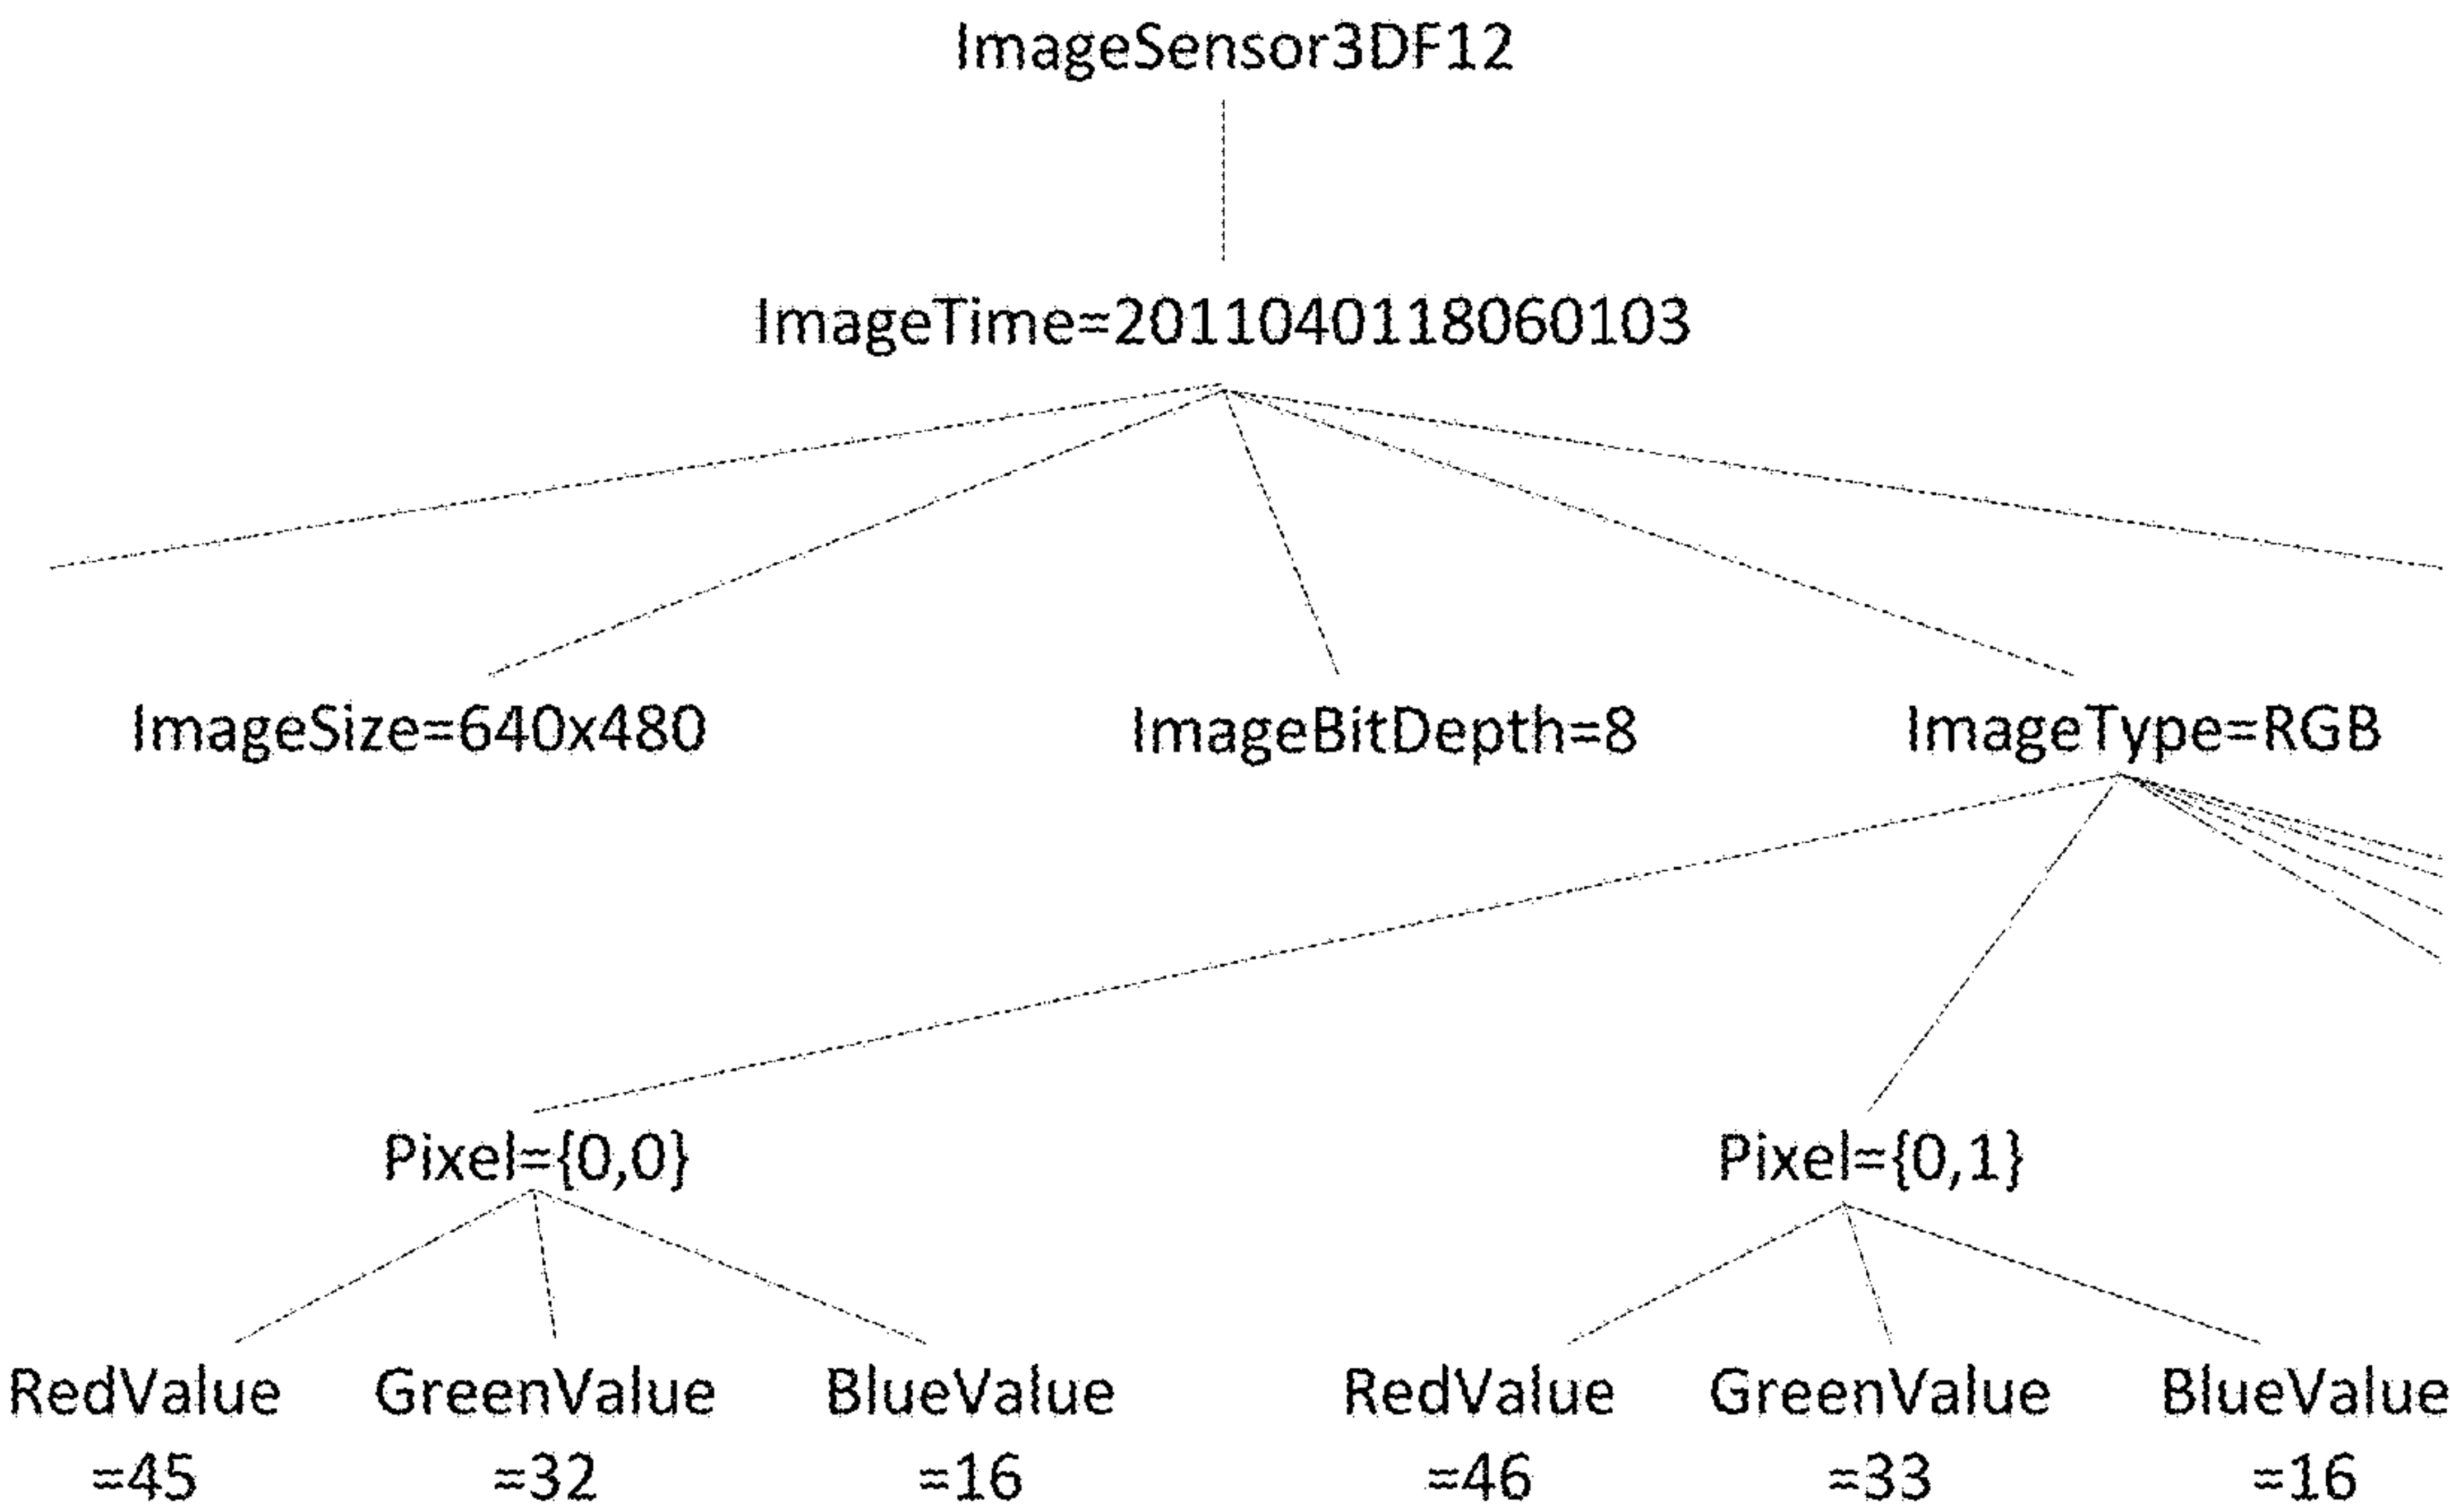 ImageSensor3DF12
ImageTime=2011040118060103
ImageSize=640x480 ImageBitDepth=8 ImageType=RGB
Pixel={0,0} Pixel={0,1}
RedValue GreenValue BlueValue RedValue GreenValue BlueValue
=45 =32 =16 =46 =33 =16